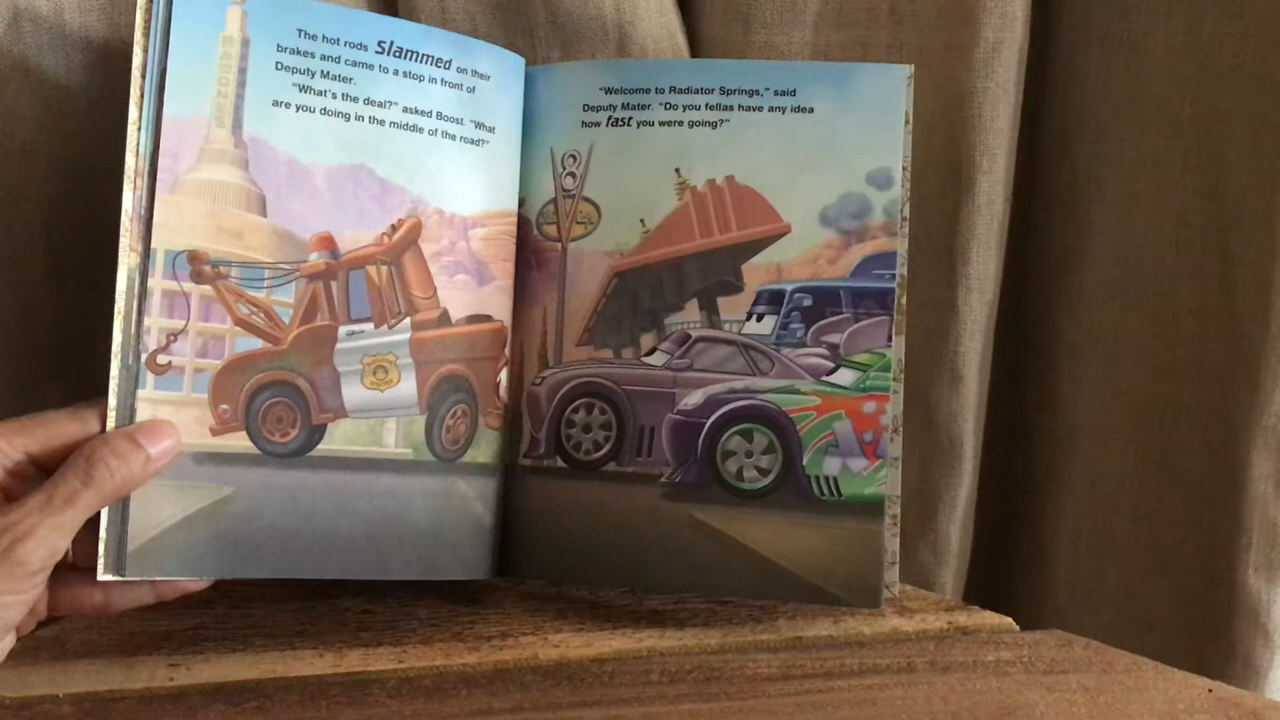 The hot rods Slammed on their
brakes and came to a stop in front of
Deputy Mater.
"What's the deal?" asked Boost. "What
are you doing in the middle of the road?"
"Welcome to Radiator Springs," said
Deputy Mater. "Do you fellas have any idea
how fast you were going?"
V8